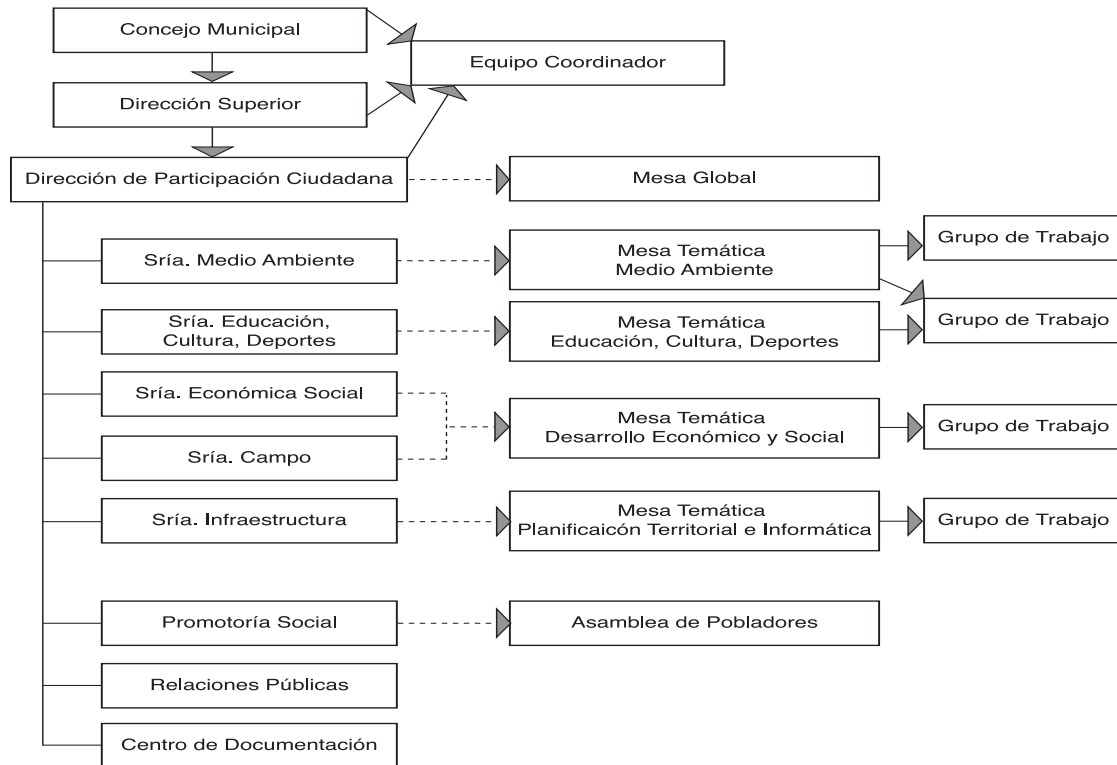 Concejo Municipal
Equipo Coordinador
Dirección Superior
Dirección de Participación Ciudadana
Mesa Global
Sría. Medio Ambiente
Mesa Temática
Medio Ambiente
Grupo de Trabajo
Grupo de Trabajo
Sría. Educación,
Cultura, Deportes
Mesa Temática
Educación, Cultura, Deportes
Sría. Económica Social
Sría. Campo
Mesa Temática
Desarrollo Económico y Social
Grupo de Trabajo
Sría. Infraestructura
Mesa Temática
Planificaicón Territorial e Informática
Grupo de Trabajo
Promotoría Social
Asamblea de Pobladores
Relaciones Públicas
Centro de Documentación